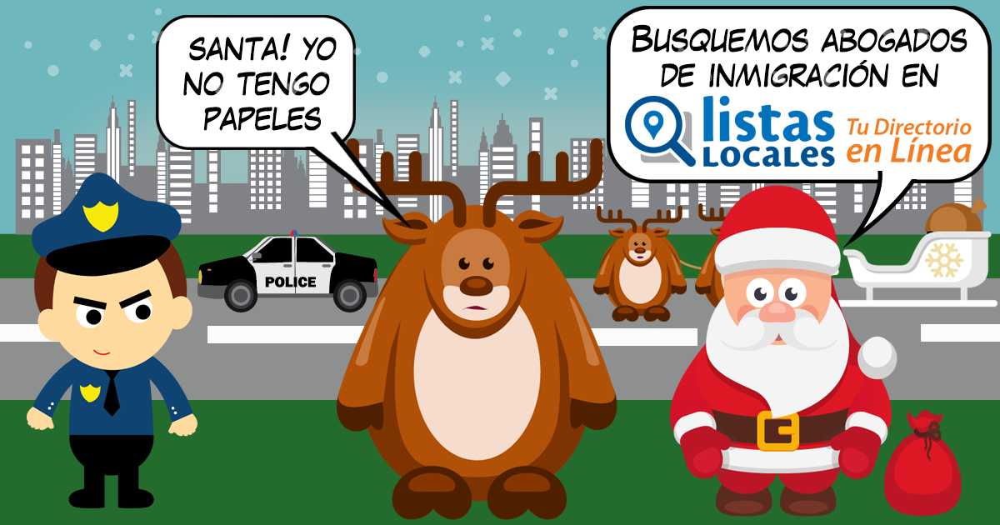 SANTA! YO
NO TENGO
PAPELES
BUSQUEMOS ABOGADOS
DE INMIGRACIÓN EN
listas
LOCALES
Tu Directorio
en Línea
POLICE